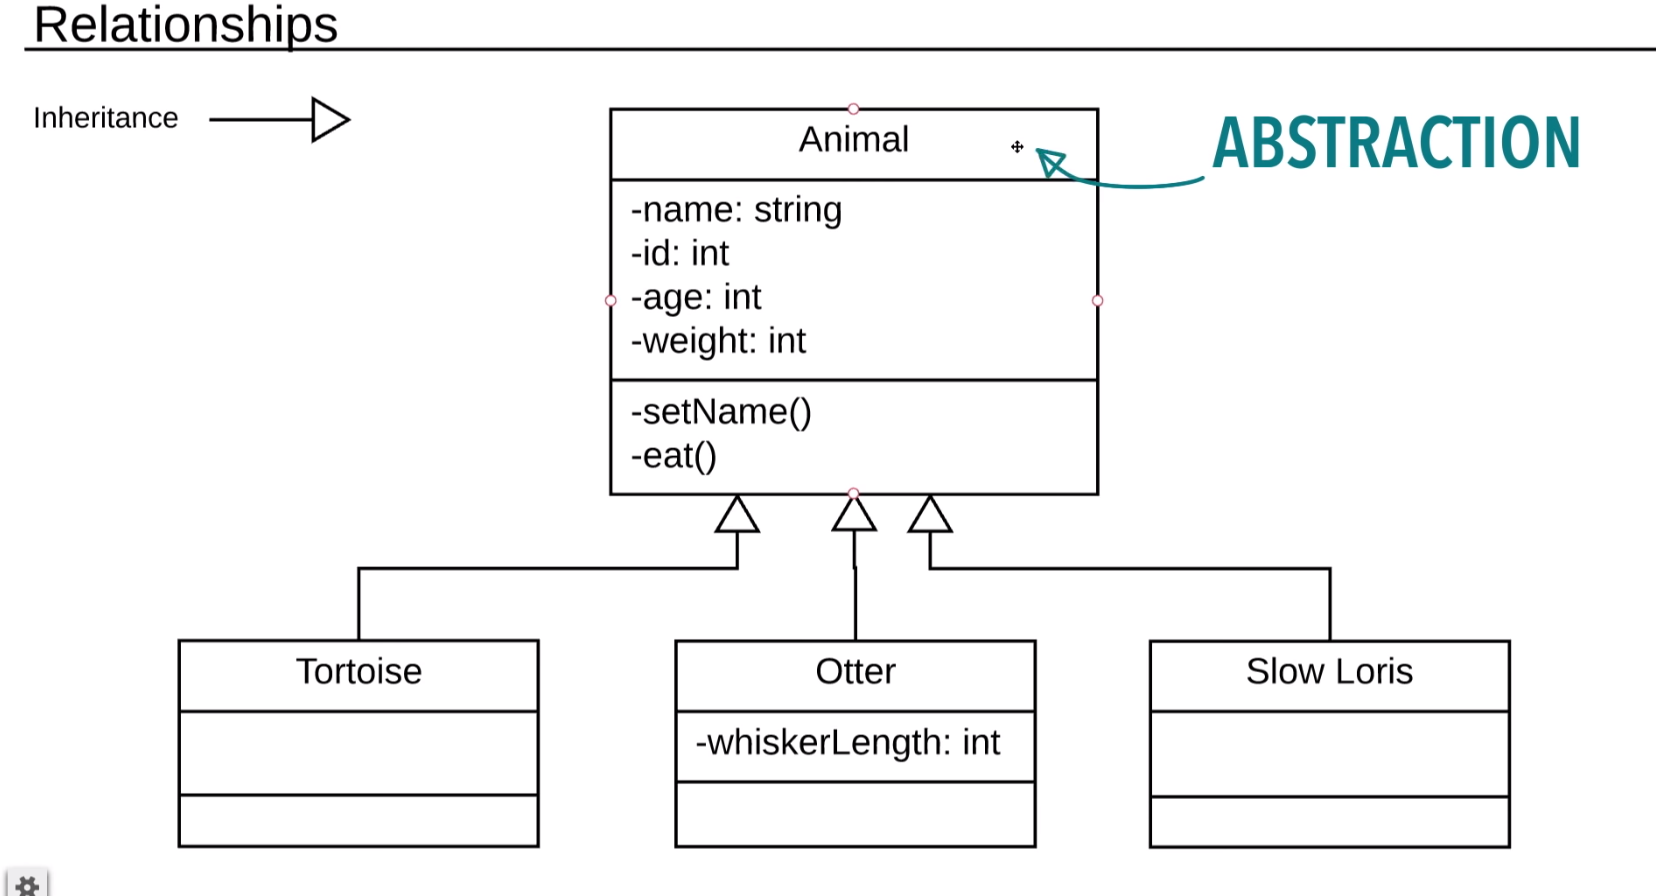 Relationships
Inheritance
Animal
ABSTRACTION
-name: string
-id: int
-age: int
-weight: int
-setName()
-eat()
Tortoise
Otter
Slow Loris
-whiskerLength: int